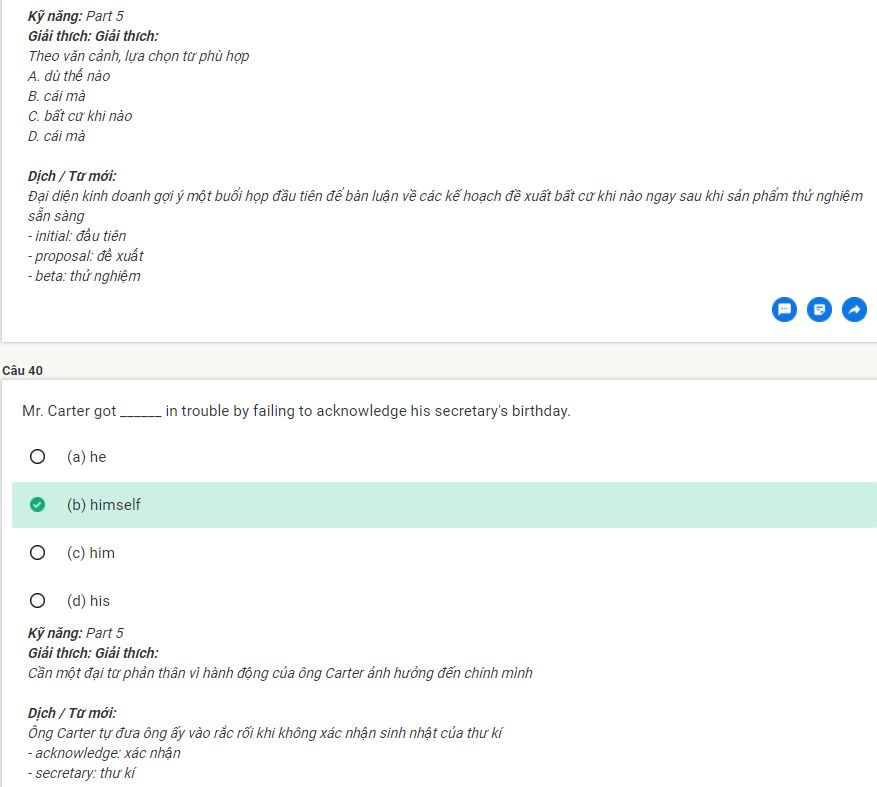 Kỹ năng: Part 5
Giải thích: Giải thích:
Theo văn cảnh, lựa chọn từ phù hợp
A. dù thế nào
B. cái mà
C. bất cứ khi nào
D. cái mà
Dịch / Từ mới:
Đại diện kinh doanh gợi ý một buổi họp đầu tiên để bàn luận về các kế hoạch đề xuất bất cứ khi nào ngay sau khi sản phẩm thử nghiệm
sẵn sàng
- initial: đầu tiên
- proposal: đề xuất
- beta: thử nghiệm
Câu 40
Mr. Carter got ______ in trouble by failing to acknowledge his secretary's birthday.
(a) he
(b) himself
(c) him
(d) his
Kỹ năng: Part 5
Giải thích: Giải thích:
Cần một đại từ phản thân vì hành động của ông Carter ảnh hưởng đến chính mình
Dịch / Từ mới:
Ông Carter tự đưa ông ấy vào rắc rối khi không xác nhận sinh nhật của thư kí
- acknowledge: xác nhận
- secretary: thư kí